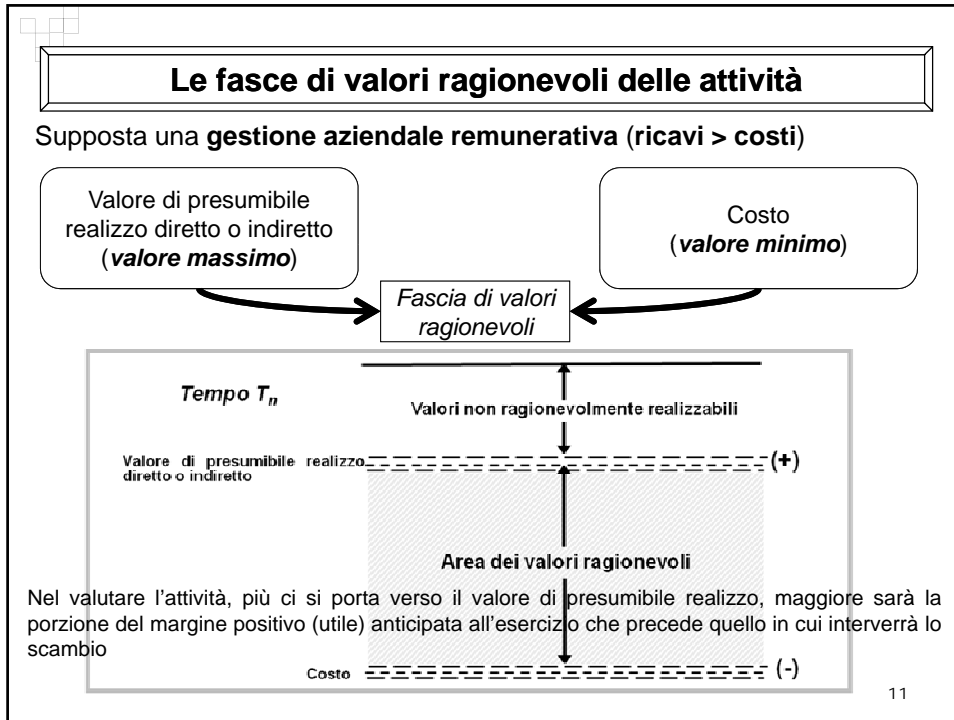 Le fasce di valori ragionevoli delle attività
Supposta una gestione aziendale remunerativa (ricavi > costi)
Valore di presumibile
realizzo diretto o indiretto
(valore massimo)
Costo
(valore minimo)
Fascia di valori
ragionevoli
Tempo Tn
Valori non ragionevolmente realizzabili
Valore di presumibile realizzo
diretto o indiretto
(+)
Area dei valori ragionevoli
Nel valutare l'attività, più ci si porta verso il valore di presumibile realizzo, maggiore sarà la
porzione del margine positivo (utile) anticipata all'esercizio che precede quello in cui interverrà lo
scambio
Costo
(-)
11